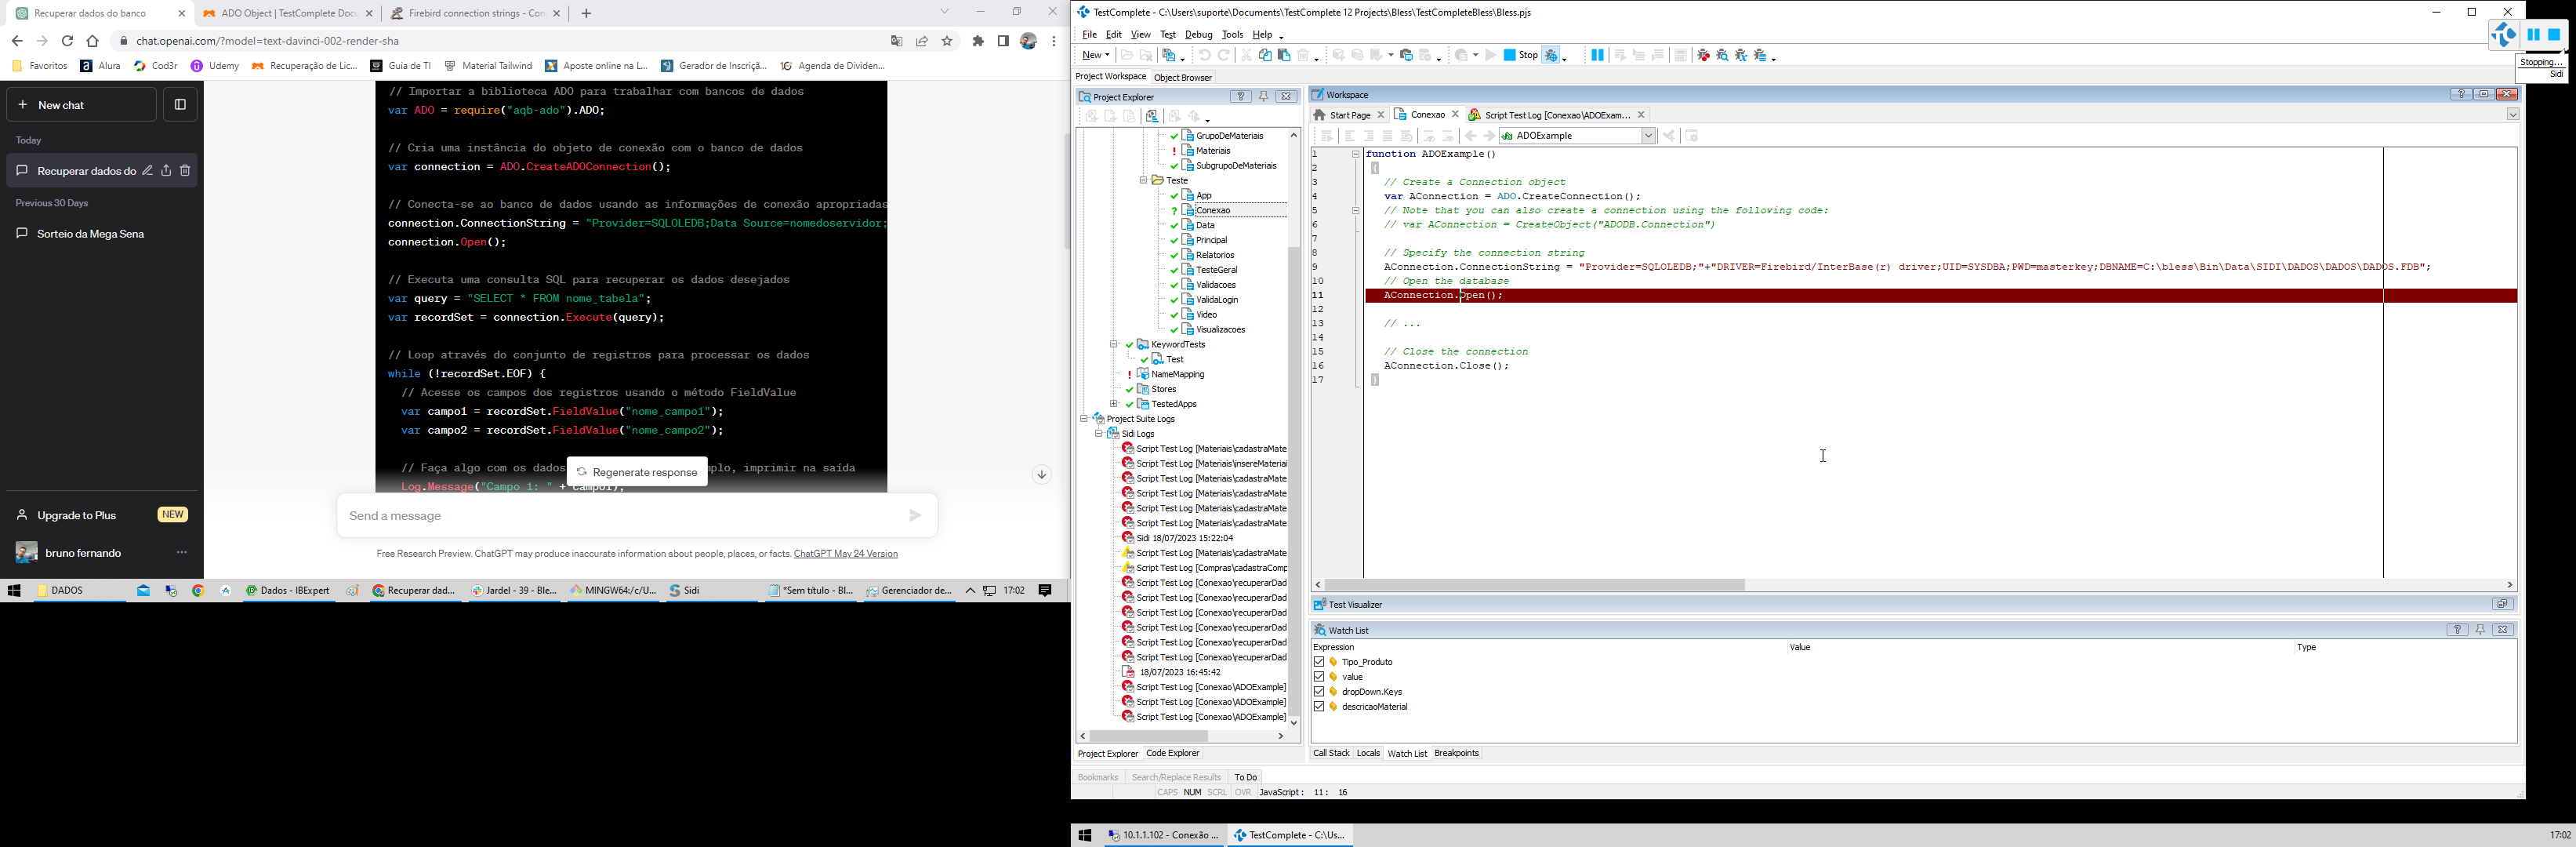 Recuperar dados do banco
ADO Object | TestComplete Docu
Firebird connection strings - Con
chat.openai.com/?model=text-davinci-002-render-sha
Favoritos
Alura
Cod3r
Udemy
Recuperação de Lic...
Guia de TI
Material Tailwind
Aposte online na L...
Gerador de Inscriçã...
Agenda de Dividen...
New chat
Today
Recuperar dados do
Previous 30 Days
Sorteio da Mega Sena
Upgrade to Plus
NEW
bruno fernando
// Importar a biblioteca ADO para trabalhar com bancos de dados
var ADO = require("aqb-ado").ADO;
// Cria uma instância do objeto de conexão com o banco de dados
var connection = ADO.CreateADOConnection();
// Conecta-se ao banco de dados usando as informações de conexão apropriadas
connection.ConnectionString = "Provider=SQLOLEDB;Data Source=nomedoservidor;
connection.Open();
// Executa uma consulta SQL para recuperar os dados desejados
var query = "SELECT * FROM nome_tabela";
var recordSet = connection.Execute(query);
// Loop através do conjunto de registros para processar os dados
while (!recordSet.EOF) {
// Acesse os campos dos registros usando o método FieldValue
var campo1 = recordSet.FieldValue("nome_campo1");
var campo2 = recordSet.FieldValue("nome_campo2");
// Faça algo com os dados mplo, imprimir na saída
Regenerate response
Log.Message("Campo 1: " + campo1);
Send a message
Free Research Preview. ChatGPT may produce inaccurate information about people, places, or facts. ChatGPT May 24 Version
DADOS
Dados - IBExpert
Recuperar dad...
Jardel - 39 - Ble...
MINGW64:/c/U...
Sidi
*Sem título - Bl...
Gerenciador de...
17:02
TestComplete - C:\Users\suporte\Documents\TestComplete 12 Projects\Bless\TestCompleteBless\Bless.pjs
File Edit View Test Debug Tools Help
New
Stop
Stopping...
Sidi
Project Workspace
Object Browser
Project Explorer
GrupoDeMateriais
Materiais
SubgrupoDeMateriais
Teste
App
Conexao
Data
Principal
Relatorios
TesteGeral
Validacoes
ValidaLogin
Video
Visualizacoes
KeywordTests
Test
NameMapping
Stores
TestedApps
Project Suite Logs
Sidi Logs
Script Test Log [Materiais\cadastraMate
Script Test Log [Materiais\insereMateriai
Script Test Log [Materiais\cadastraMate
Script Test Log [Materiais\cadastraMate
Script Test Log [Materiais\cadastraMate
Script Test Log [Materiais\cadastraMate
Sidi 18/07/2023 15:22:04
Script Test Log [Materiais\cadastraMate
Script Test Log [Compras\cadastraComp
Script Test Log [Conexao\recuperarDad
Script Test Log [Conexao\recuperarDad
Script Test Log [Conexao\recuperarDad
Script Test Log [Conexao\recuperarDad
Script Test Log [Conexao\recuperarDad
Script Test Log [Conexao\recuperarDad
18/07/2023 16:45:42
Script Test Log [Conexao\ADOExample]
Script Test Log [Conexao\ADOExample]
Script Test Log [Conexao\ADOExample]
Project Explorer
Code Explorer
Workspace
Start Page
Conexao
Script Test Log [Conexao\ADOExam...
ADOExample
1 function ADOExample()
2 {
3 // Create a Connection object
4 var AConnection = ADO.CreateConnection();
5 // Note that you can also create a connection using the following code:
6 // var AConnection = CreateObject("ADODB.Connection")
7
8 // Specify the connection string
9 AConnection.ConnectionString = "Provider=SQLOLEDB;"+"DRIVER=Firebird/InterBase(r) driver;UID=SYSDBA;PWD=masterkey;DBNAME=C:\bless\Bin\Data\SIDI\DADOS\DADOS\DADOS.FDB";
10 // Open the database
11 AConnection.Open();
12
13 // ...
14
15 // Close the connection
16 AConnection.Close();
17 }
Test Visualizer
Watch List
Expression
Value
Type
Tipo_Produto
value
dropDown.Keys
descricaoMaterial
Call Stack
Locals
Watch List
Breakpoints
Bookmarks
Search/Replace Results
To Do
CAPS NUM SCRL OVR JavaScript: 11: 16
10.1.1.102 - Conexão ...
TestComplete - C:\Us...
17:02